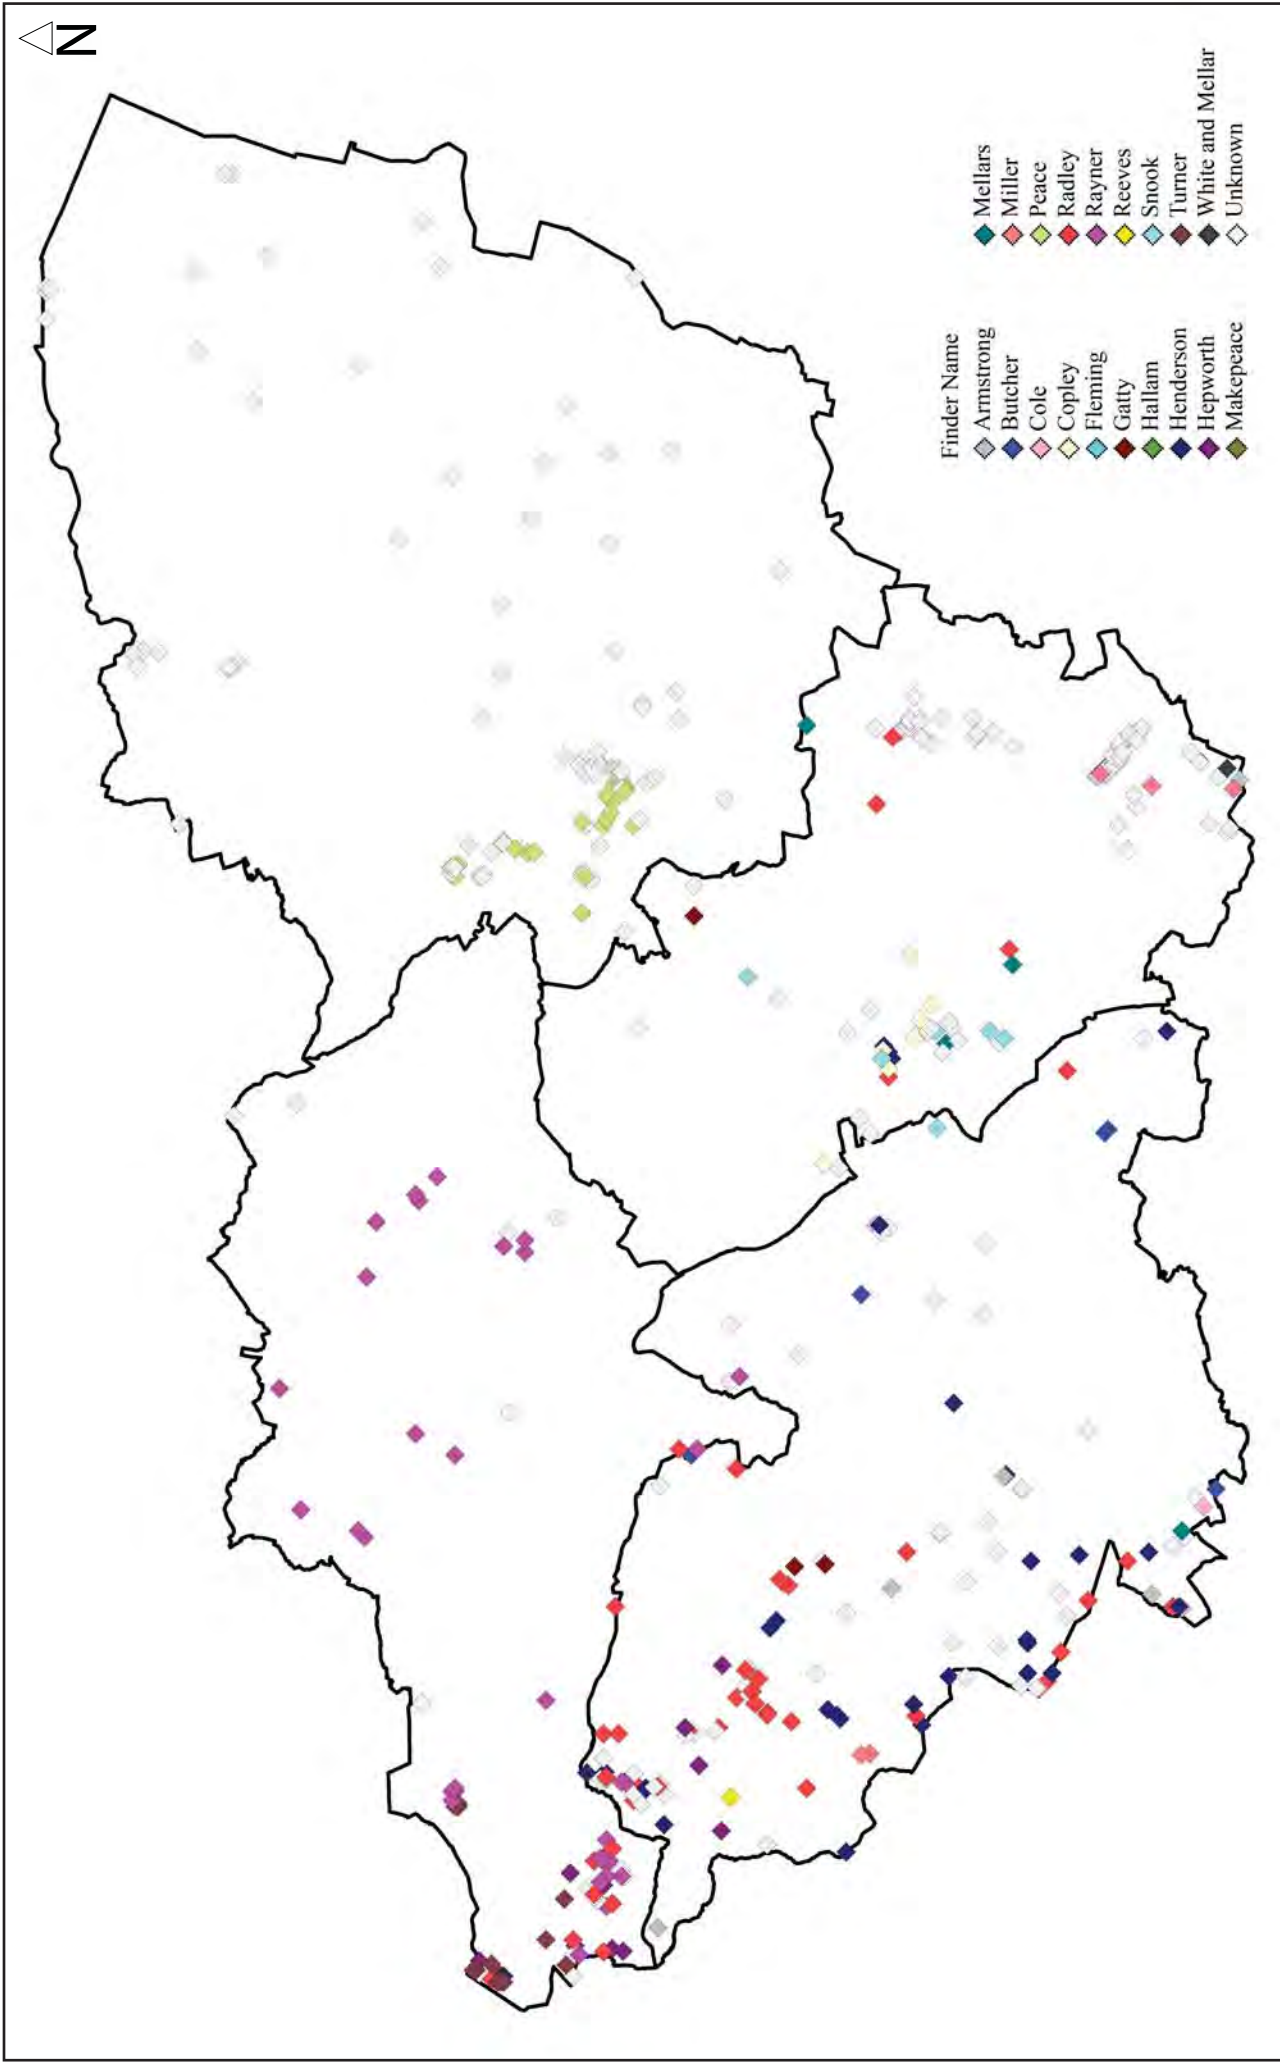 N
Finder Name
Armstrong
Butcher
Cole
Copley
Fleming
Gatty
Hallam
Henderson
Hepworth
Makepeace
Mellars
Miller
Peace
Radley
Rayner
Reeves
Snook
Turner
White and Mellar
Unknown